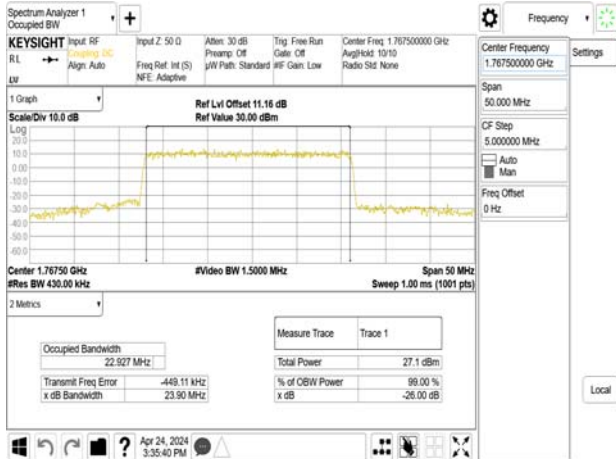 Spectrum Analyzer 1
Occupied BW
+
Frequency
KEYSIGHT Input: RF Input Z: 50 Ω Atten: 30 dB Trig: Free Run Center Freq: 1.767500000 GHz
RL Coupling: DC Preamp: Off Gate: Off Avg|Hold: 10/10
Align: Auto Freq Ref: Int (S) µW Path: Standard #IF Gain: Low Radio Std: None
NFE: Adaptive
LW
Center Frequency
1.767500000 GHz
Settings
Span
50.000 MHz
CF Step
5.000000 MHz
Auto
Man
Freq Offset
0 Hz
Local
1 Graph
Ref Lvl Offset 11.16 dB
Scale/Div 10.0 dB Ref Value 30.00 dBm
Log
20.0
10.0
0.00
-10.0
-20.0
-30.0
-40.0
-50.0
-60.0
Center 1.76750 GHz #Video BW 1.5000 MHz Span 50 MHz
#Res BW 430.00 kHz Sweep 1.00 ms (1001 pts)
2 Metrics
Measure Trace Trace 1
Occupied Bandwidth
22.927 MHz Total Power 27.1 dBm
Transmit Freq Error -449.11 kHz % of OBW Power 99.00 %
x dB Bandwidth 23.90 MHz x dB -26.00 dB
? Apr 24, 2024
3:35:40 PM